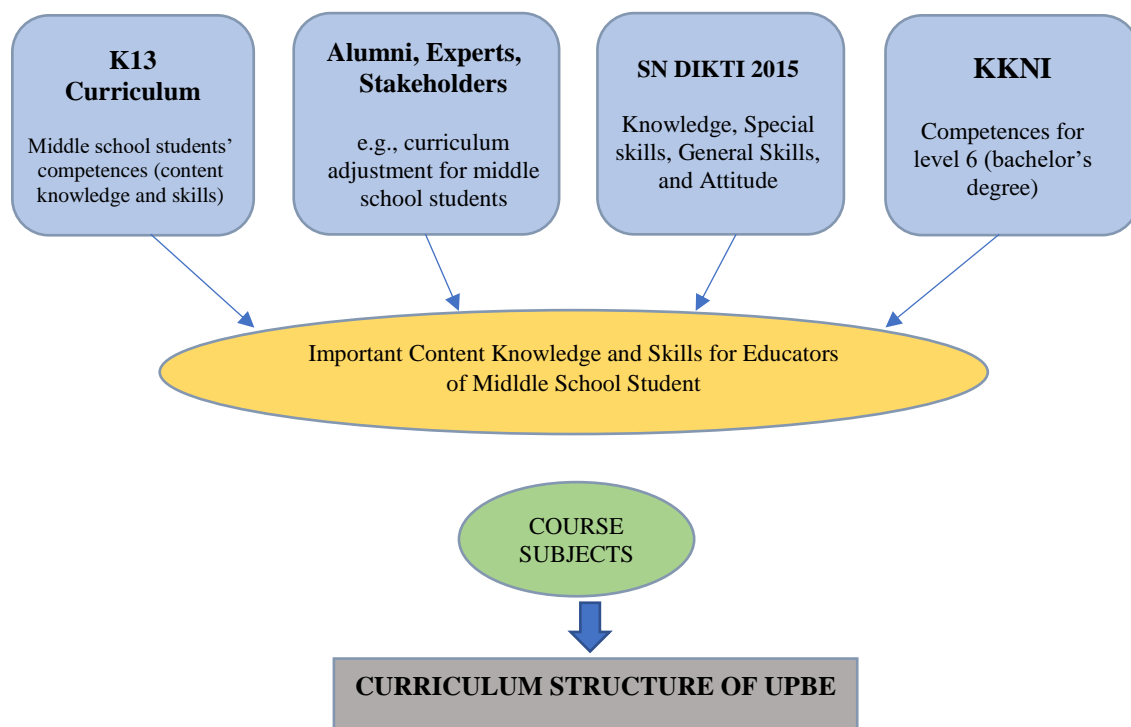 K13
Curriculum
Middle school students’
competences (content
knowledge and skills)
Alumni, Experts,
Stakeholders
e.g., curriculum
adjustment for middle
school students
SN DIKTI 2015
Knowledge, Special
skills, General Skills,
and Attitude
KKNI
Competences for
level 6 (bachelor’s
degree)
Important Content Knowledge and Skills for Educators
of Midldle School Student
COURSE
SUBJECTS
CURRICULUM STRUCTURE OF UPBE